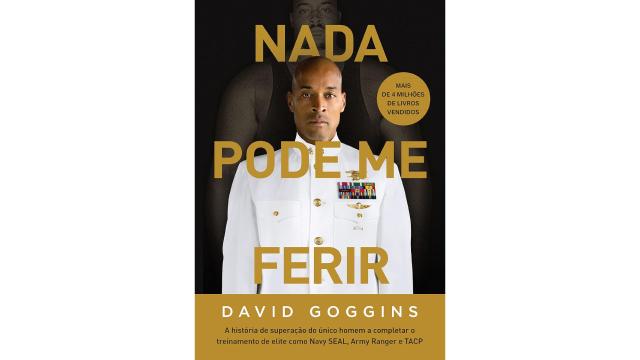 NADA
MAIS
DE 4 MILHÕES
DE LIVROS
VENDIDOS
PODE ME
FERIR
DAVID GOGGINS
A história de superação do único homem a completar o
treinamento de elite como Navy SEAL, Army Ranger e TACP